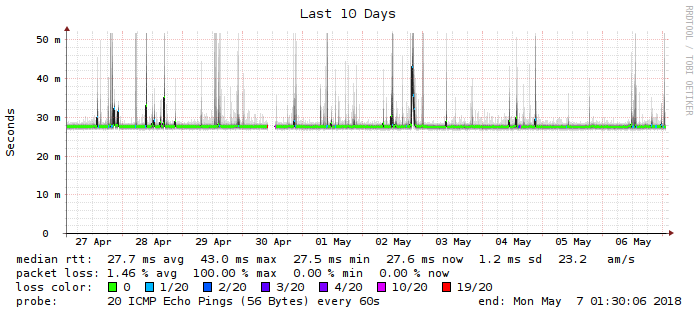 Last 10 Days
RRDTOOL / TOBI OETIKER
Seconds
50 m
40 m
30 m
20 m
10 m
0
27 Apr 28 Apr 29 Apr 30 Apr 01 May 02 May 03 May 04 May 05 May 06 May
median rtt: 27.7 ms avg 43.0 ms max 27.5 ms min 27.6 ms now 1.2 ms sd 23.2 am/s
packet loss: 1.46 % avg 100.00 % max 0.00 % min 0.00 % now
loss color: 0 1/20 2/20 3/20 4/20 10/20 19/20
probe: 20 ICMP Echo Pings (56 Bytes) every 60s end: Mon May 7 01:30:06 2018